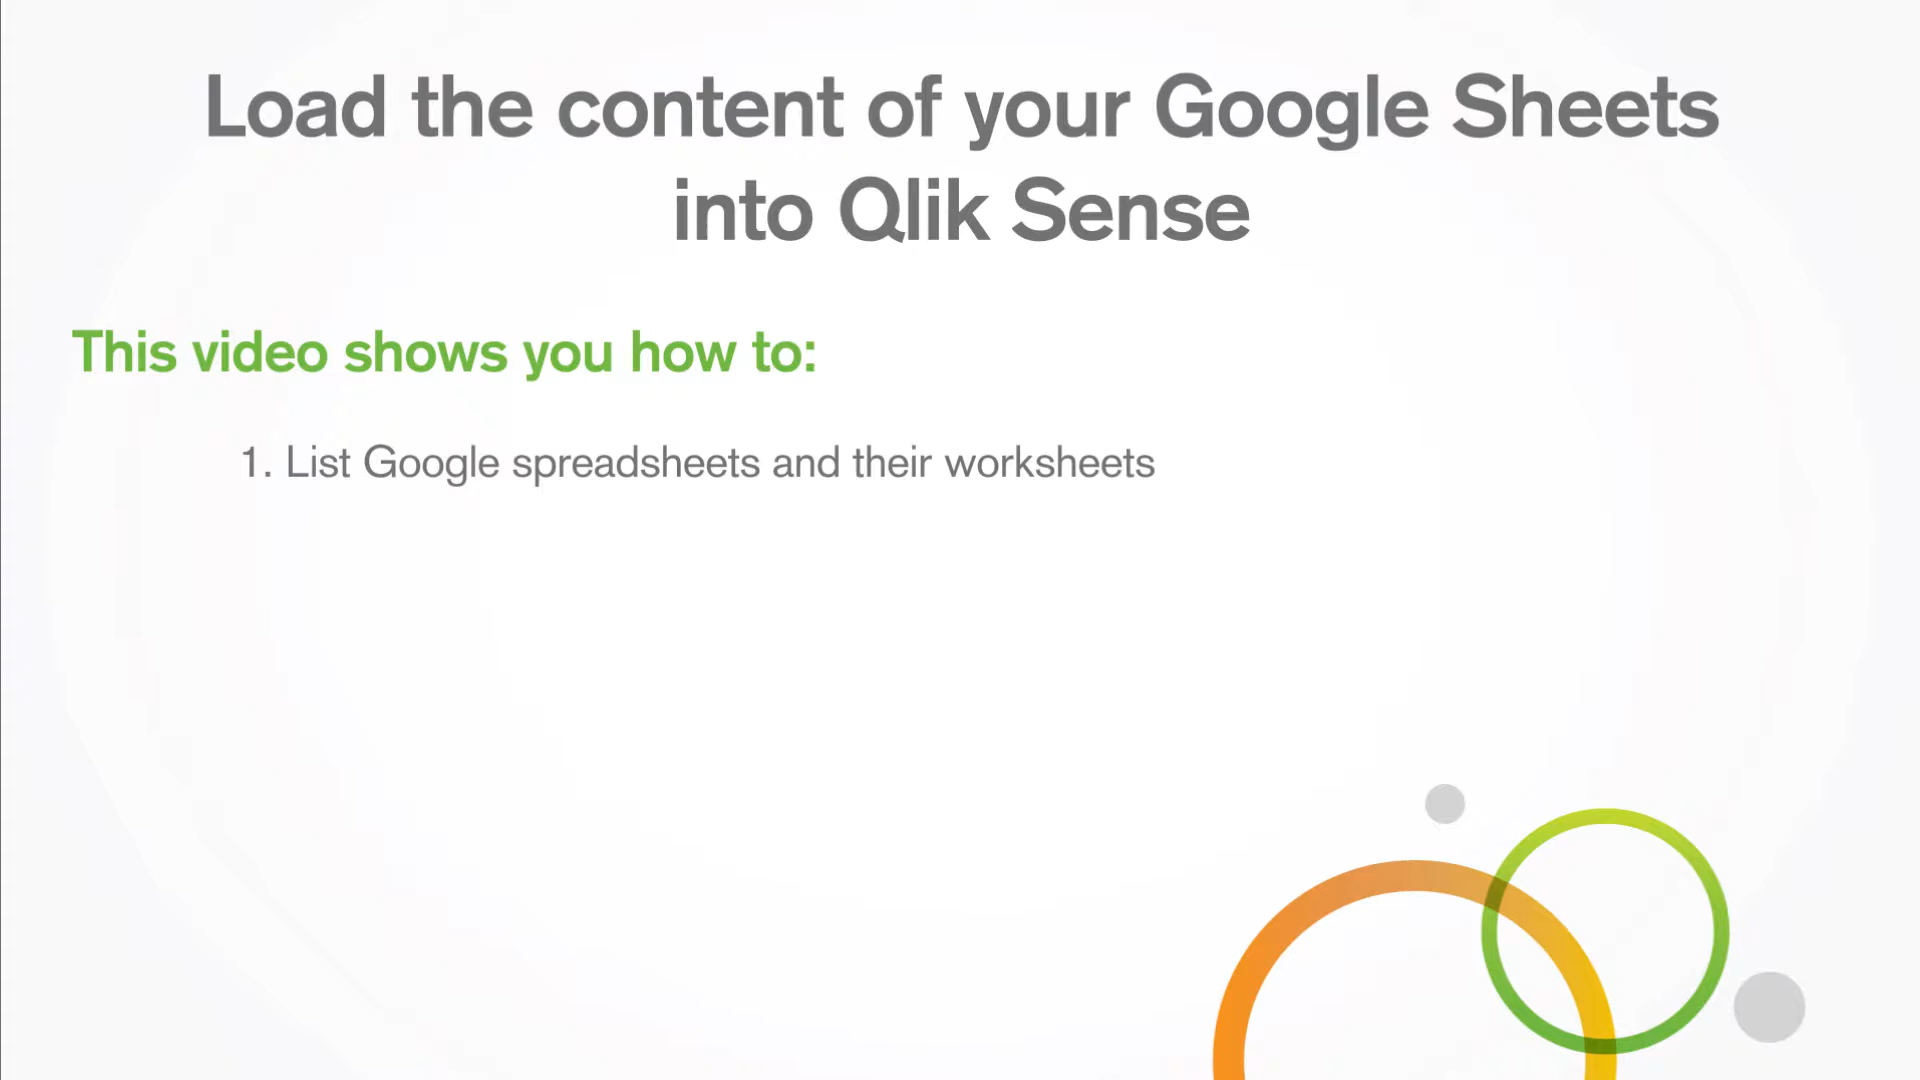 Load the content of your Google Sheets
into Qlik Sense
This video shows you how to:
1. List Google spreadsheets and their worksheets